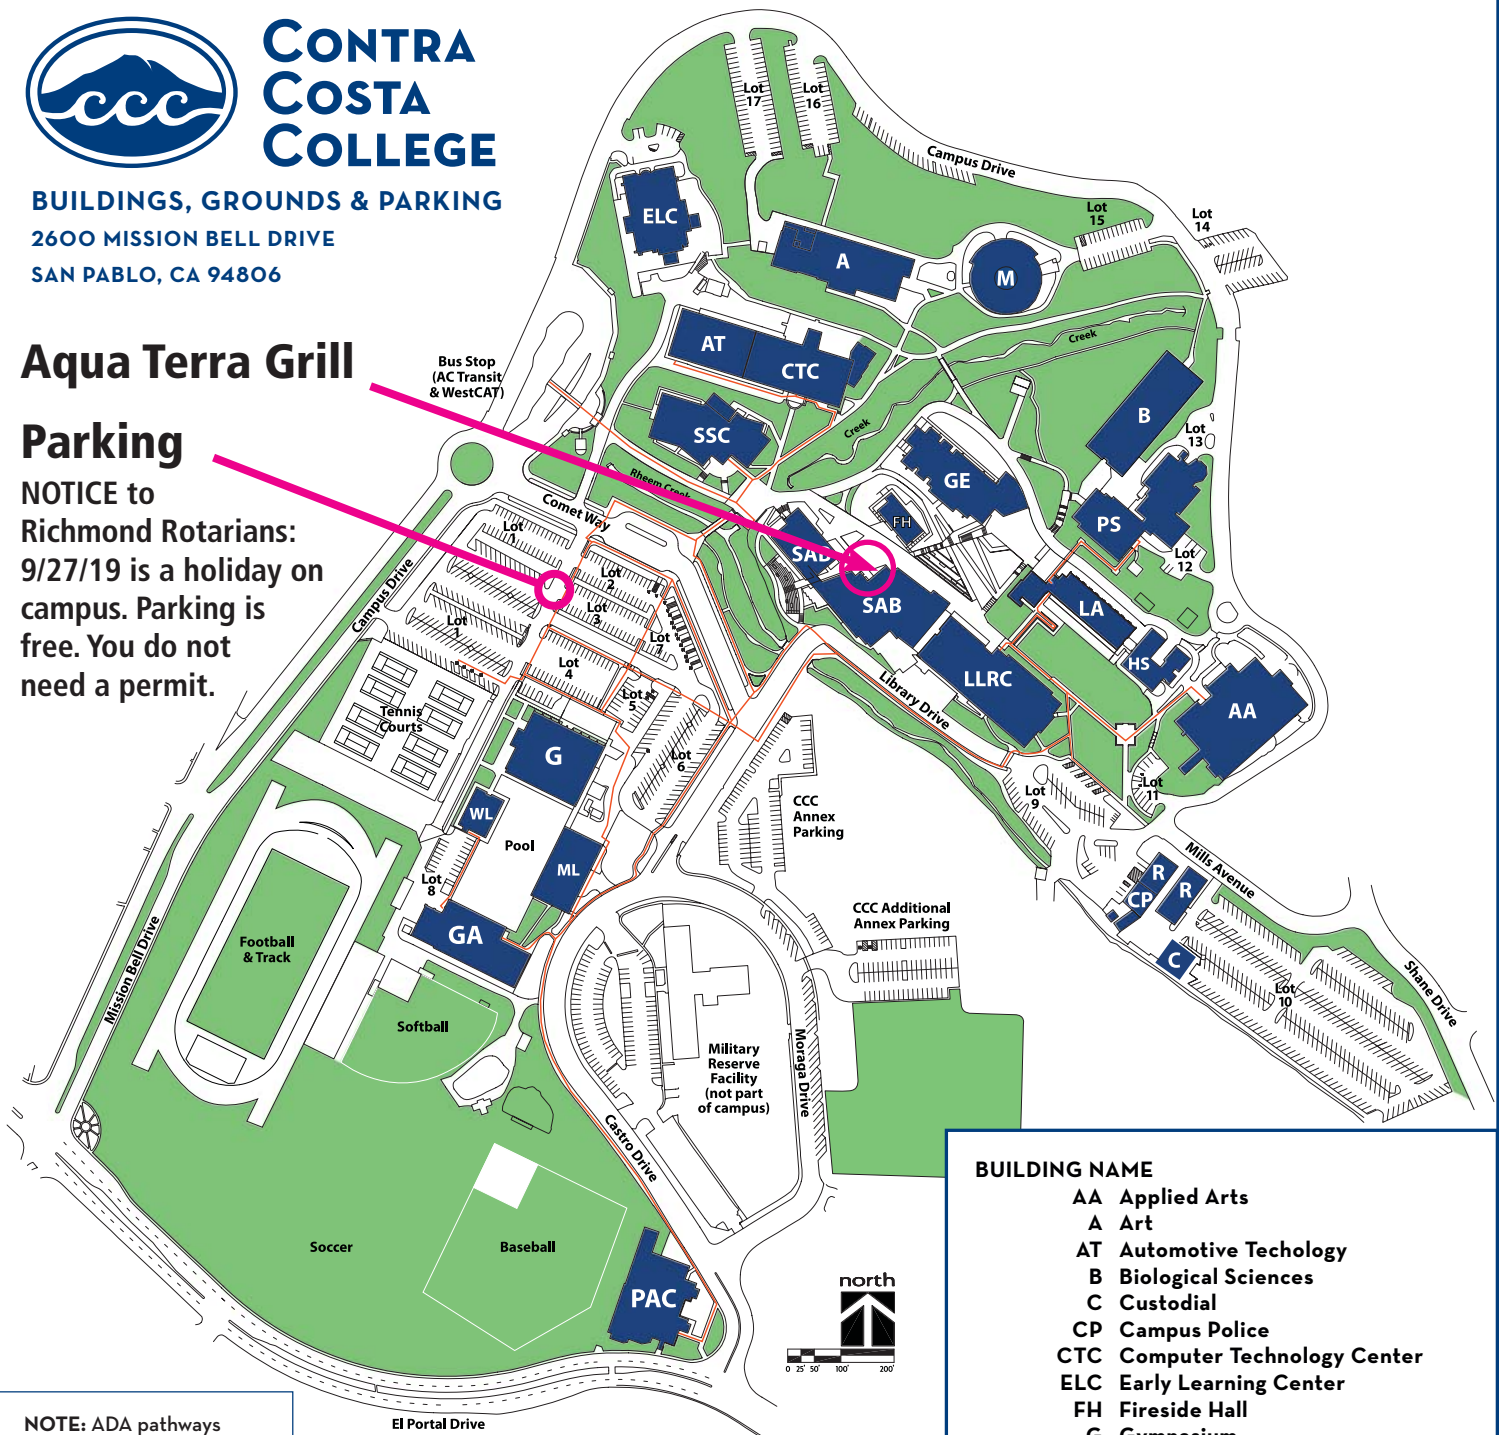 CONTRA
COSTA
COLLEGE
ccc
BUILDINGS, GROUNDS & PARKING
2600 MISSION BELL DRIVE
SAN PABLO, CA 94806
Aqua Terra Grill
Parking
NOTICE to
Richmond Rotarians:
9/27/19 is a holiday on
campus. Parking is
free. You do not
need a permit.
Bus Stop
(AC Transit
& WestCAT)
Lot
17
Lot
16
Campus Drive
Lot
15
Lot
14
ELC
A
M
AT
CTC
Creek
B
SSC
Creek
Lot
13
Rheem Creek
GE
Comet Way
FH
PS
Lot
1
SAB
Lot
12
Campus Drive
Lot
2
Lot
3
SAB
LA
Lot
1
Lot
7
Lot
4
HS
Lot
5
LLRC
Library Drive
AA
Tennis
Courts
G
Lot
6
Lot
9
Lot
11
CCC
Annex
Parking
WL
Pool
ML
Mills Avenue
Lot
8
R
R
CP
CCC Additional
Annex Parking
GA
Football
& Track
C
Mission Bell Drive
Lot
10
Shane Drive
Softball
Military
Reserve
Facility
(not part
of campus)
Moraga Drive
Castro Drive
Soccer
Baseball
PAC
north
0 25' 50' 100' 200'
El Portal Drive
NOTE: ADA pathways
BUILDING NAME
AA Applied Arts
A Art
AT Automotive Techology
B Biological Sciences
C Custodial
CP Campus Police
CTC Computer Technology Center
ELC Early Learning Center
FH Fireside Hall
G Gymnasium